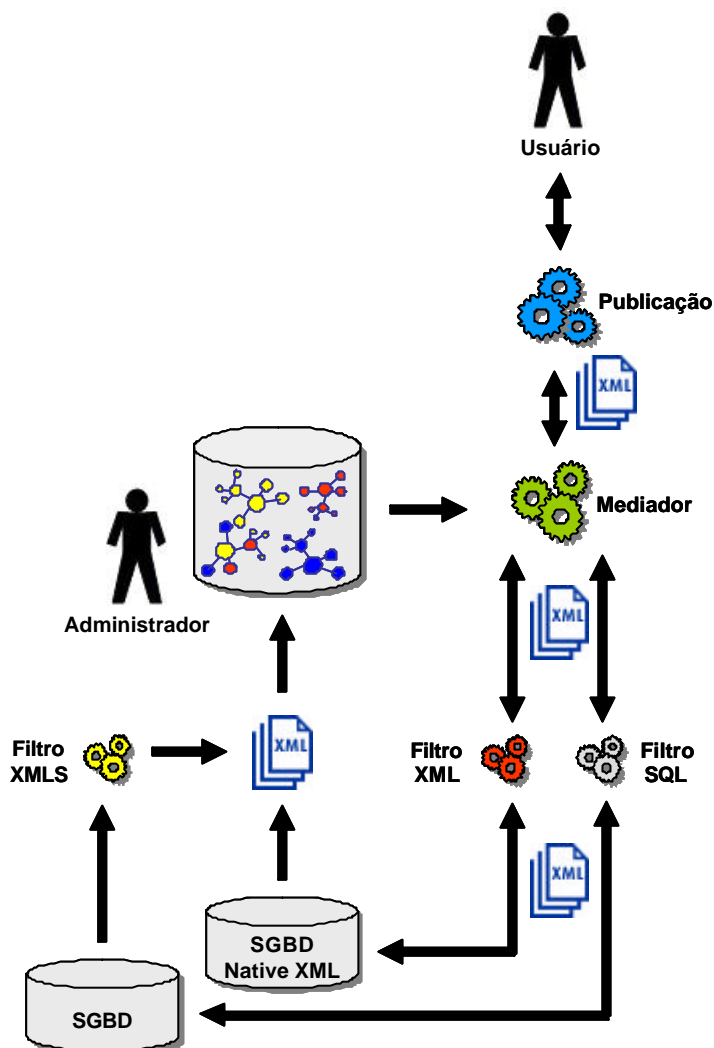 Usuário
Publicação
XML
Mediador
Administrador
XML
Filtro
XMLS
XML
Filtro
XML
Filtro
SQL
XML
SGBD
Native XML
SGBD